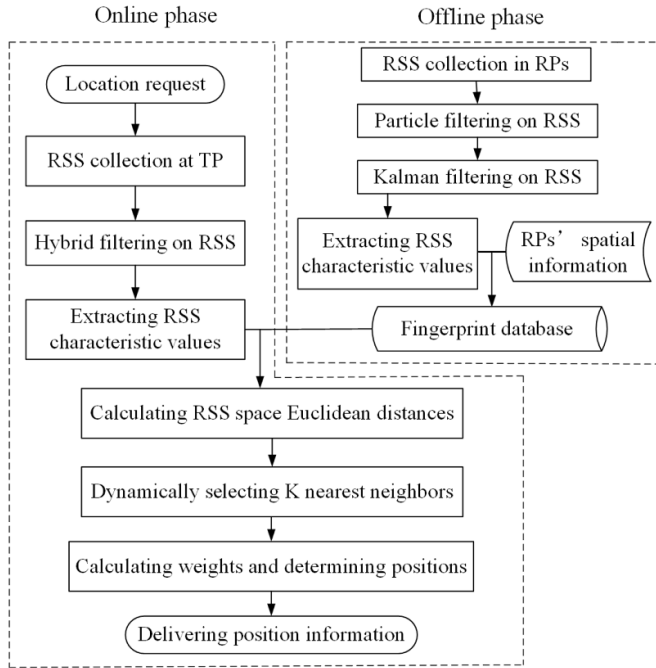 Online phase
Location request
RSS collection at TP
Hybrid filtering on RSS
Extracting RSS
characteristic values
Offline phase
RSS collection in RPs
Particle filtering on RSS
Kalman filtering on RSS
Extracting RSS
characteristic values
RPs’ spatial
information
Fingerprint database
Calculating RSS space Euclidean distances
Dynamically selecting K nearest neighbors
Calculating weights and determining positions
Delivering position information